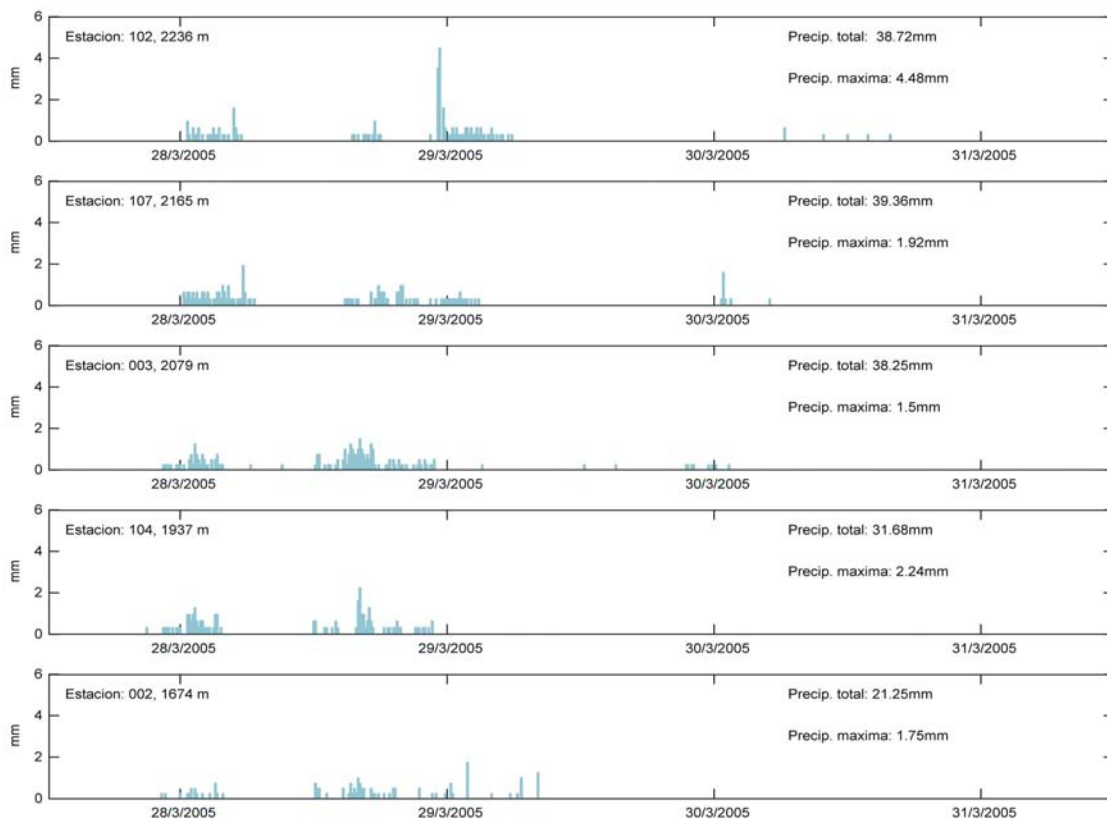 6
Estacion: 102, 2236 m
Precip. total: 38.72mm
4
Precip. maxima: 4.48mm
mm
2
0
28/3/2005 29/3/2005 30/3/2005 31/3/2005
6
Estacion: 107, 2165 m
Precip. total: 39.36mm
4
Precip. maxima: 1.92mm
mm
2
0
28/3/2005 29/3/2005 30/3/2005 31/3/2005
6
Estacion: 003, 2079 m
Precip. total: 38.25mm
4
Precip. maxima: 1.5mm
mm
2
0
28/3/2005 29/3/2005 30/3/2005 31/3/2005
6
Estacion: 104, 1937 m
Precip. total: 31.68mm
4
Precip. maxima: 2.24mm
mm
2
0
28/3/2005 29/3/2005 30/3/2005 31/3/2005
6
Estacion: 002, 1674 m
Precip. total: 21.25mm
4
Precip. maxima: 1.75mm
mm
2
0
28/3/2005 29/3/2005 30/3/2005 31/3/2005